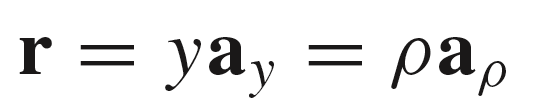 𝐫 = y𝐚_y = ρ𝐚_ρ